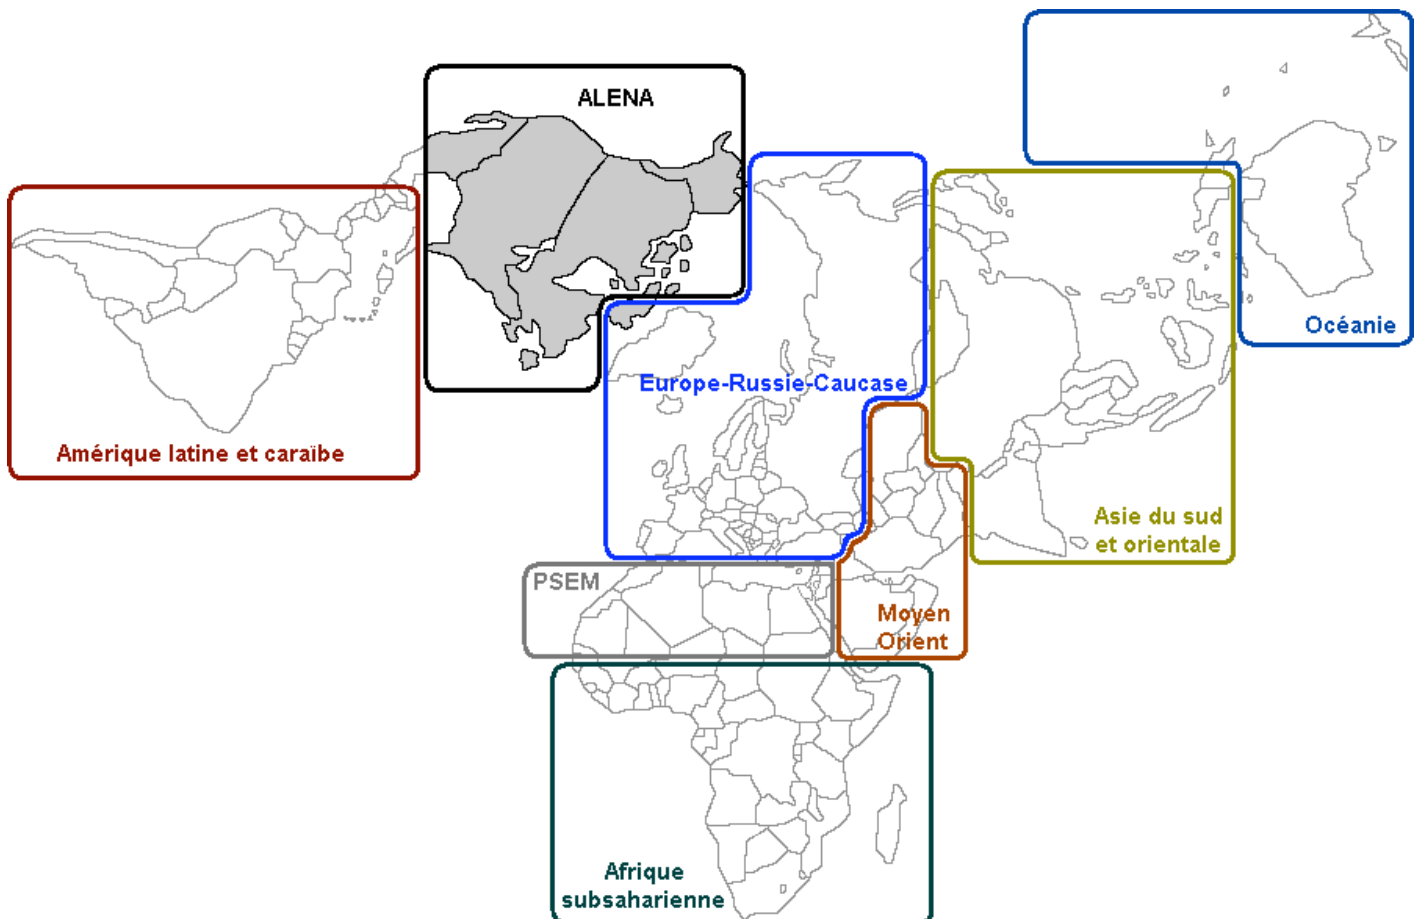 ALENA
Océanie
Europe-Russie-Caucase
Amérique latine et caraïbe
Asie du sud
et orientale
PSEM
Moyen
Orient
Afrique
subsaharienne